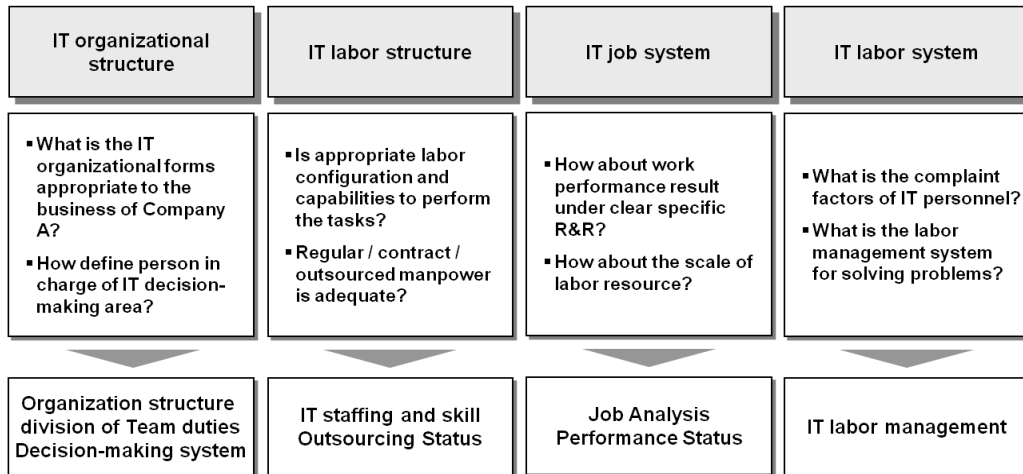 IT organizational
structure
IT labor structure
IT job system
IT labor system
▪ What is the IT
organizational forms
appropriate to the
business of Company
A?
▪ How define person in
charge of IT decision-
making area?
▪ Is appropriate labor
configuration and
capabilities to perform
the tasks?
▪ Regular / contract /
outsourced manpower
is adequate?
▪ How about work
performance result
under clear specific
R&R?
▪ How about the scale of
labor resource?
▪ What is the complaint
factors of IT personnel?
▪ What is the labor
management system
for solving problems?
Organization structure
division of Team duties
Decision-making system
IT staffing and skill
Outsourcing Status
Job Analysis
Performance Status
IT labor management